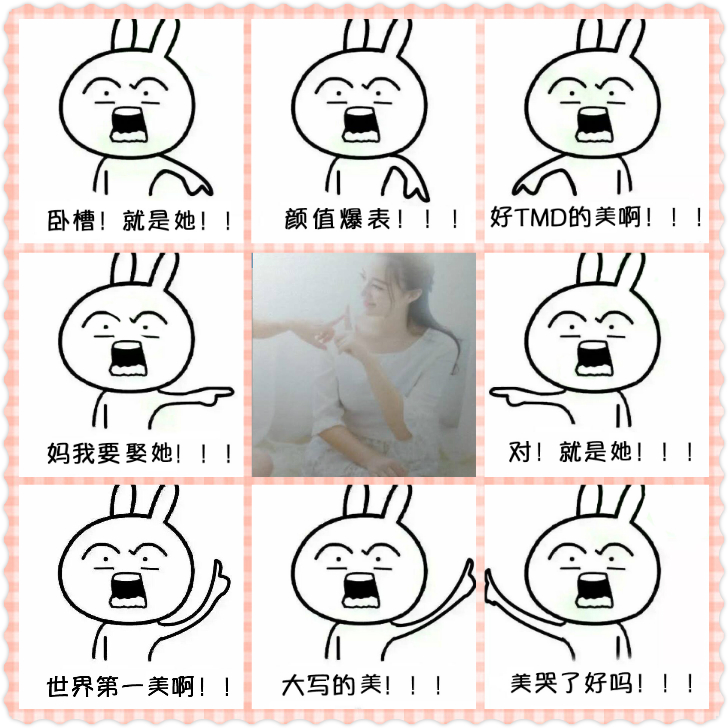 卧槽！就是她！！
颜值爆表！！！
好TMD的美啊！！！
妈我要娶她！！！
对！就是她！！！
世界第一美啊！！
大写的美！！！
美哭了好吗！！！